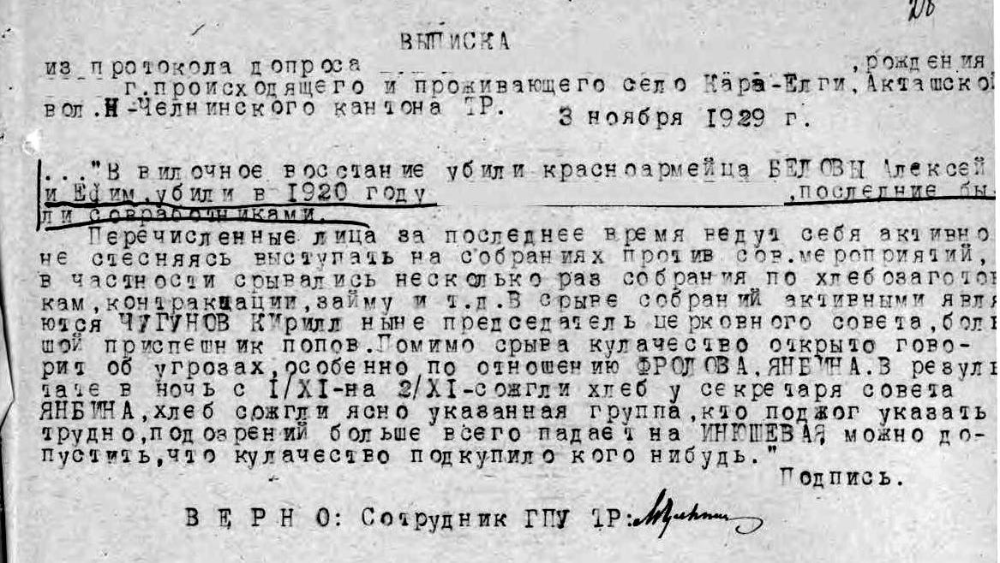 28
ВЫПИСКА
из протокола допроса ,рождения
г.происходящего и проживающего село Кара-Елги,Акташской
вол.Н-Челнинского кантона ТР.
3 ноября 1929 г.
..."В вилочное восстание убили красноармейца БЕЛОВЫ Алексей
и Ефим,убили в 1920 году ,последние бы-
ли совработниками.
Перечисленные лица за последнее время ведут себя активно
не стесняясь выступать на собраниях против сов.мероприятий,
в частности срывались несколько раз собрания по хлебозаготов
кам,контракции,займу и т.д.В срыве собраний активными явля
ются ЧУГУНОВ Кирилл ныне председатель церковного совета,боль
шой приспешник попов.Помимо срыва кулачество открыто гово-
рит об угрозах,особенно по отношению ФРОЛОВА,ЯНБИНА.В резуль
тате в ночь с I/XI-на 2/XI-сожгли хлеб у секретаря совета
ЯНБИНА,хлеб сожгли ясно указанная группа,кто поджог указать
трудно,подозрений больше всего падает на ИНЮШЕВАЯ, можно до-
пустить,что кулачество подкупило кого нибудь."
Подпись.
ВЕРНО: Сотрудник ГПУ ТР: